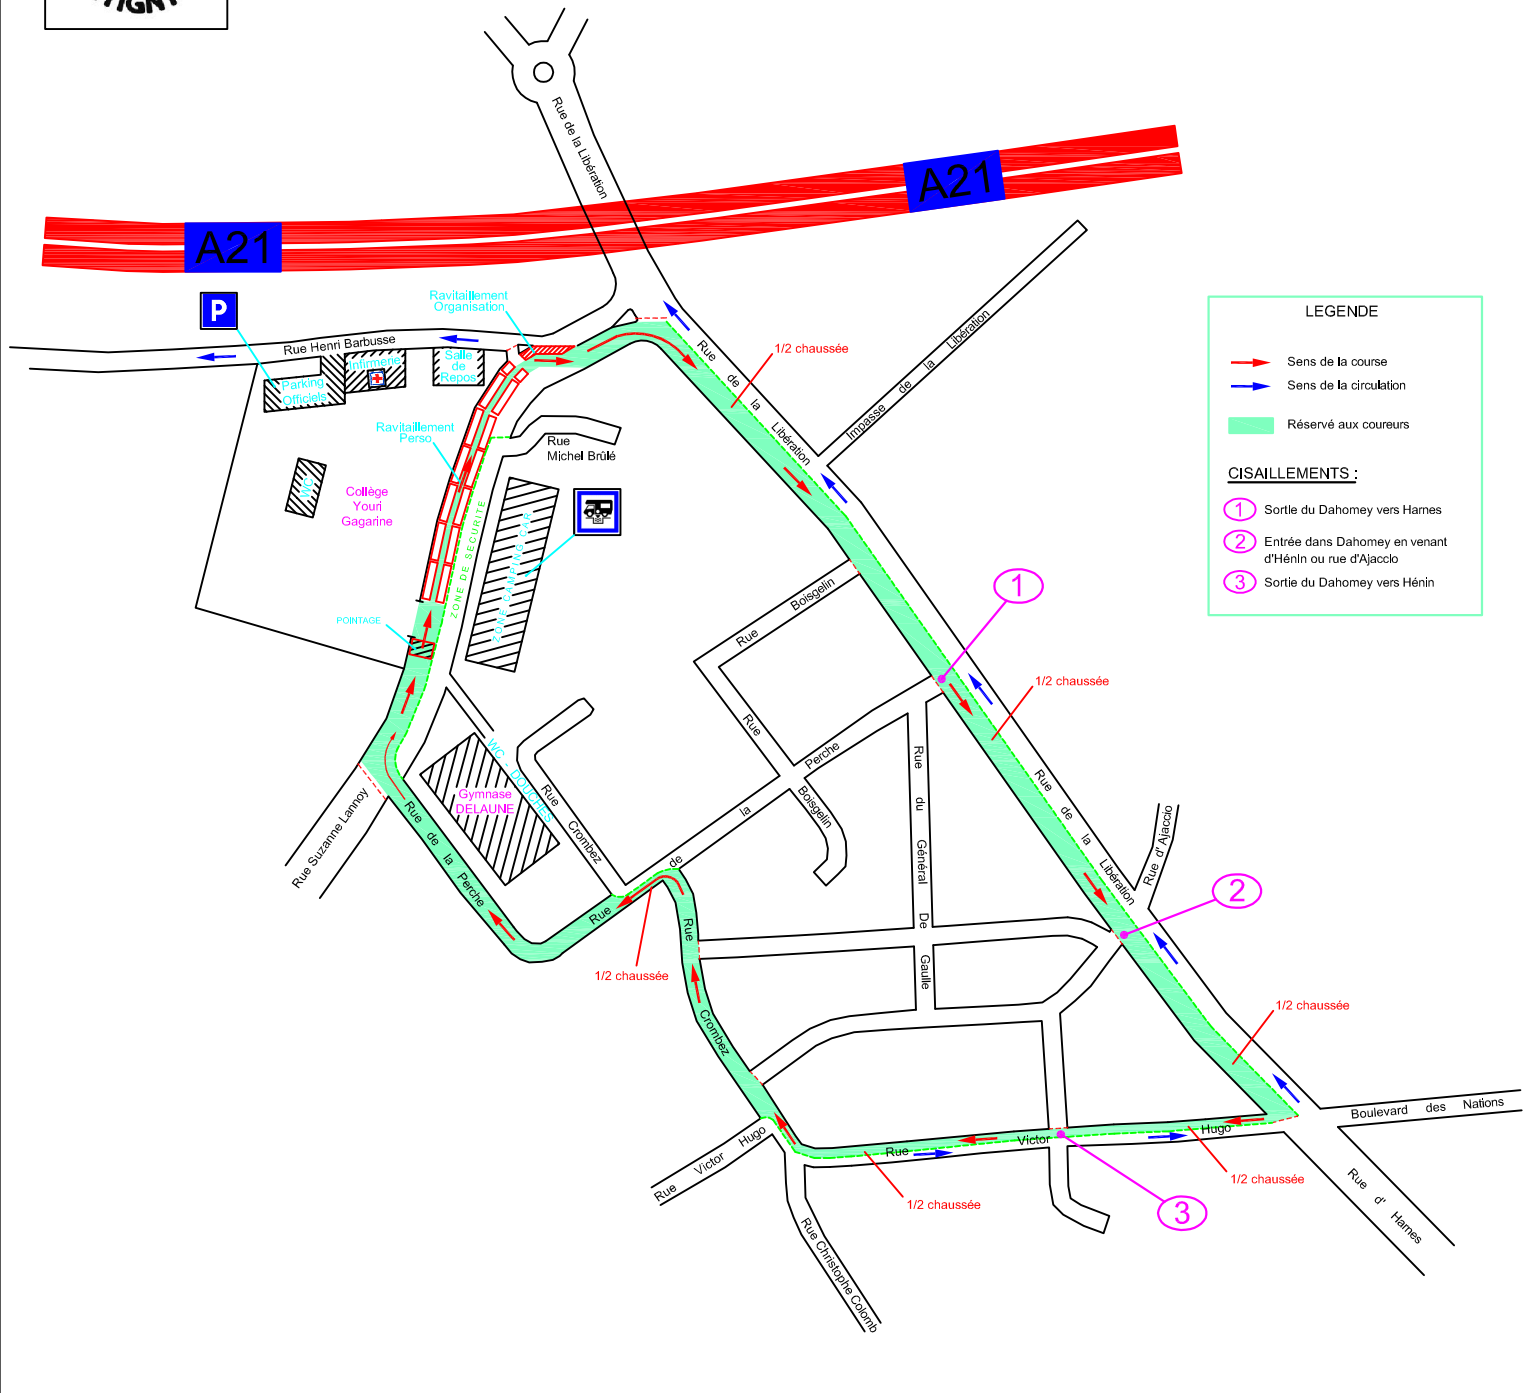 Rue de la Libération
A21
A21
P
Rue Henri Barbusse
Ravitaillement
Organisation
Infirmerie
Salle
de
Repos
Parking
Officiels
Ravitaillement
Perso
Rue
Michel Brûlé
WC
Collège
Youri
Gagarine
ZONE DE SECURITE
ZONE CAMPING CAR
POINTAGE
1/2 chaussée
Rue de la Libération
Impasse de la Libération
LEGENDE
Sens de la course
Sens de la circulation
Réservé aux coureurs
CISAILLEMENTS :
1 Sortie du Dahomey vers Harnes
2 Entrée dans Dahomey en venant
d'Hénin ou rue d'Ajaccio
3 Sortie du Dahomey vers Hénin
1
Rue Boisgelin
Rue Boisgelin
1/2 chaussée
WC - DOUCHES
Gymnase
DELAUNE
Rue Crombez
Rue Suzanne Lannoy
Rue de la Perche
Rue de la Perche
Rue du Général De Gaulle
Rue de la Libération
Rue d'Ajaccio
2
1/2 chaussée
Rue Crombez
1/2 chaussée
Boulevard des Nations
Rue Victor Hugo
Rue Victor Hugo
1/2 chaussée
1/2 chaussée
3
Rue d' Harnes
Rue Christophe Colomb